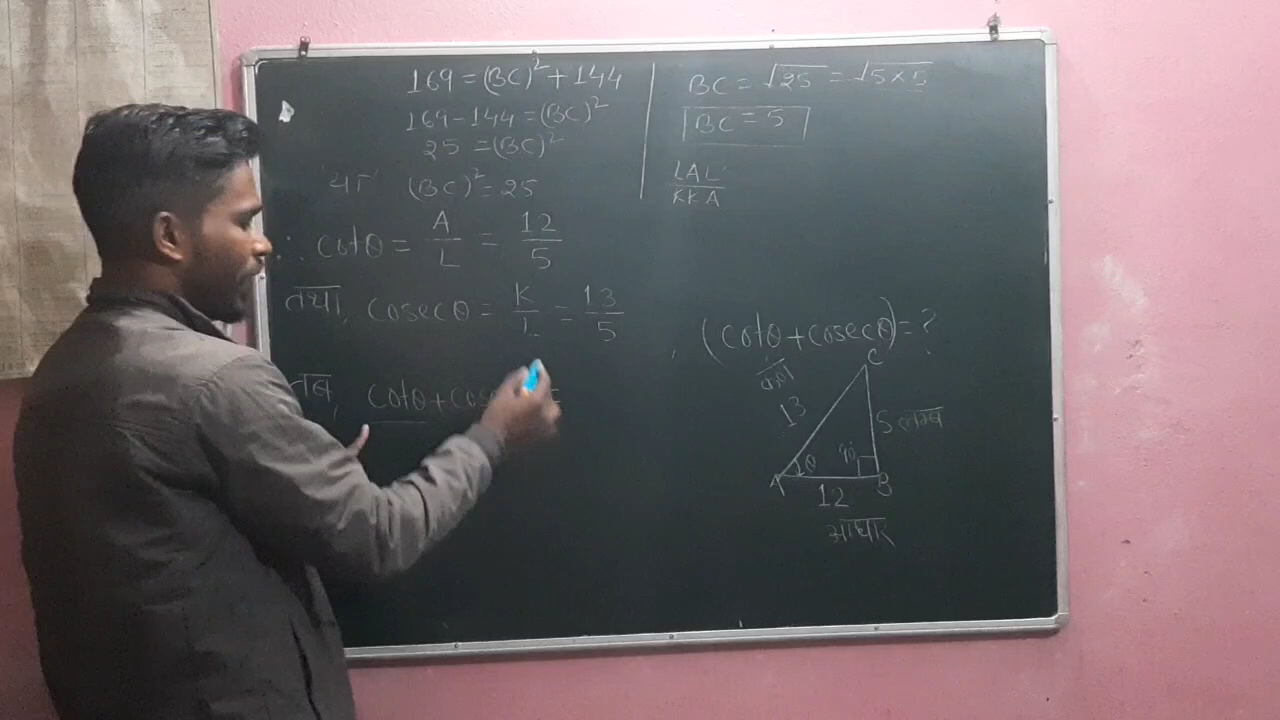 169 = (BC)² + 144
169 - 144 = (BC)²
25 = (BC)²
या (BC)² = 25
∴ cotθ = A/L = 12/5
तथा, cosecθ = K/L = 13/5
तब, cotθ + cose =
BC = √25 = √5×5
BC = 5
LAL
KKA
(cotθ + cosecθ) = ?
C
कर्ण
13
5 लम्ब
θ 90°
A 12 B
आधार